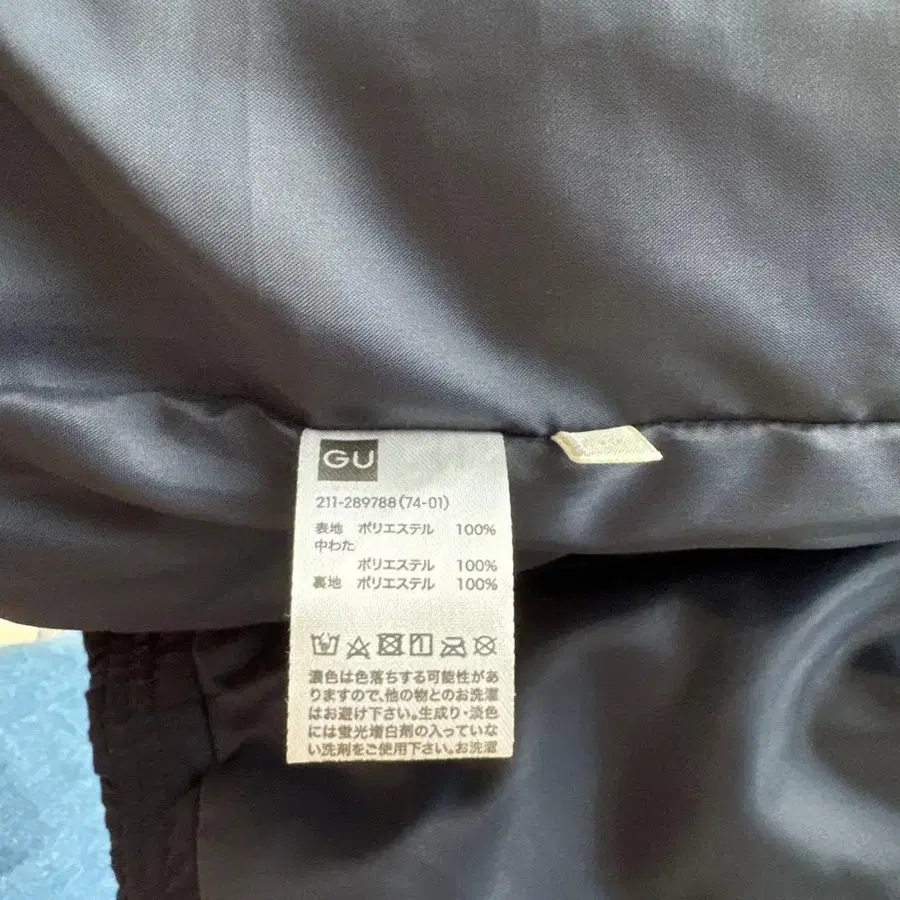 GU
211-289788(74-01)
表地 ポリエステル 100%
中わた
ポリエステル 100%
裏地 ポリエステル 100%
濃色は色落ちする可能性があ
りますので、他の物とのお洗濯
はお避け下さい。生成り・淡色
には蛍光増白剤の入っていな
い洗剤をご使用下さい。お洗濯